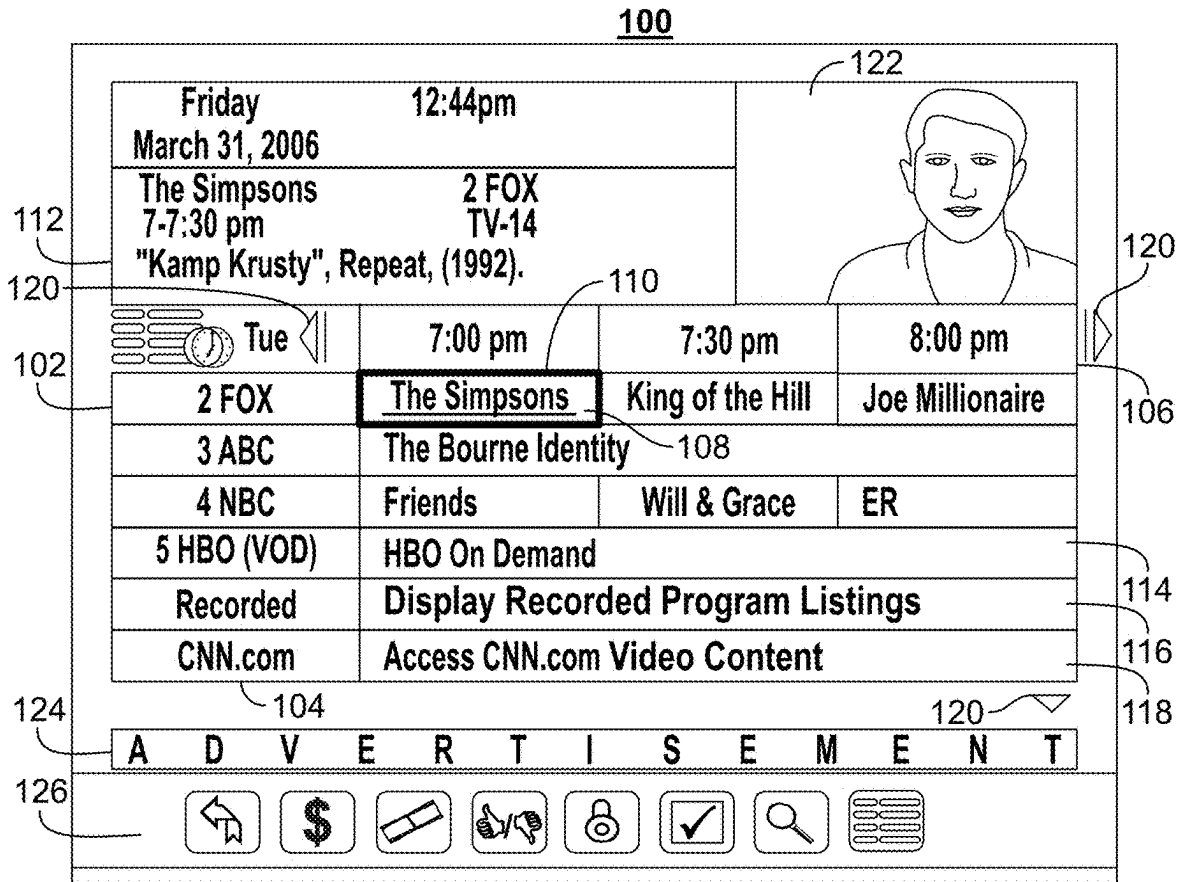 100
122
Friday 12:44pm
March 31, 2006
The Simpsons 2 FOX
7-7:30 pm TV-14
"Kamp Krusty", Repeat, (1992).
112
120
110
120
Tue 7:00 pm 7:30 pm 8:00 pm
102
2 FOX The Simpsons King of the Hill Joe Millionaire
106
108
3 ABC The Bourne Identity
4 NBC Friends Will & Grace ER
5 HBO (VOD) HBO On Demand
114
Recorded Display Recorded Program Listings
116
CNN.com Access CNN.com Video Content
118
104
120
124
A D V E R T I S E M E N T
126
$